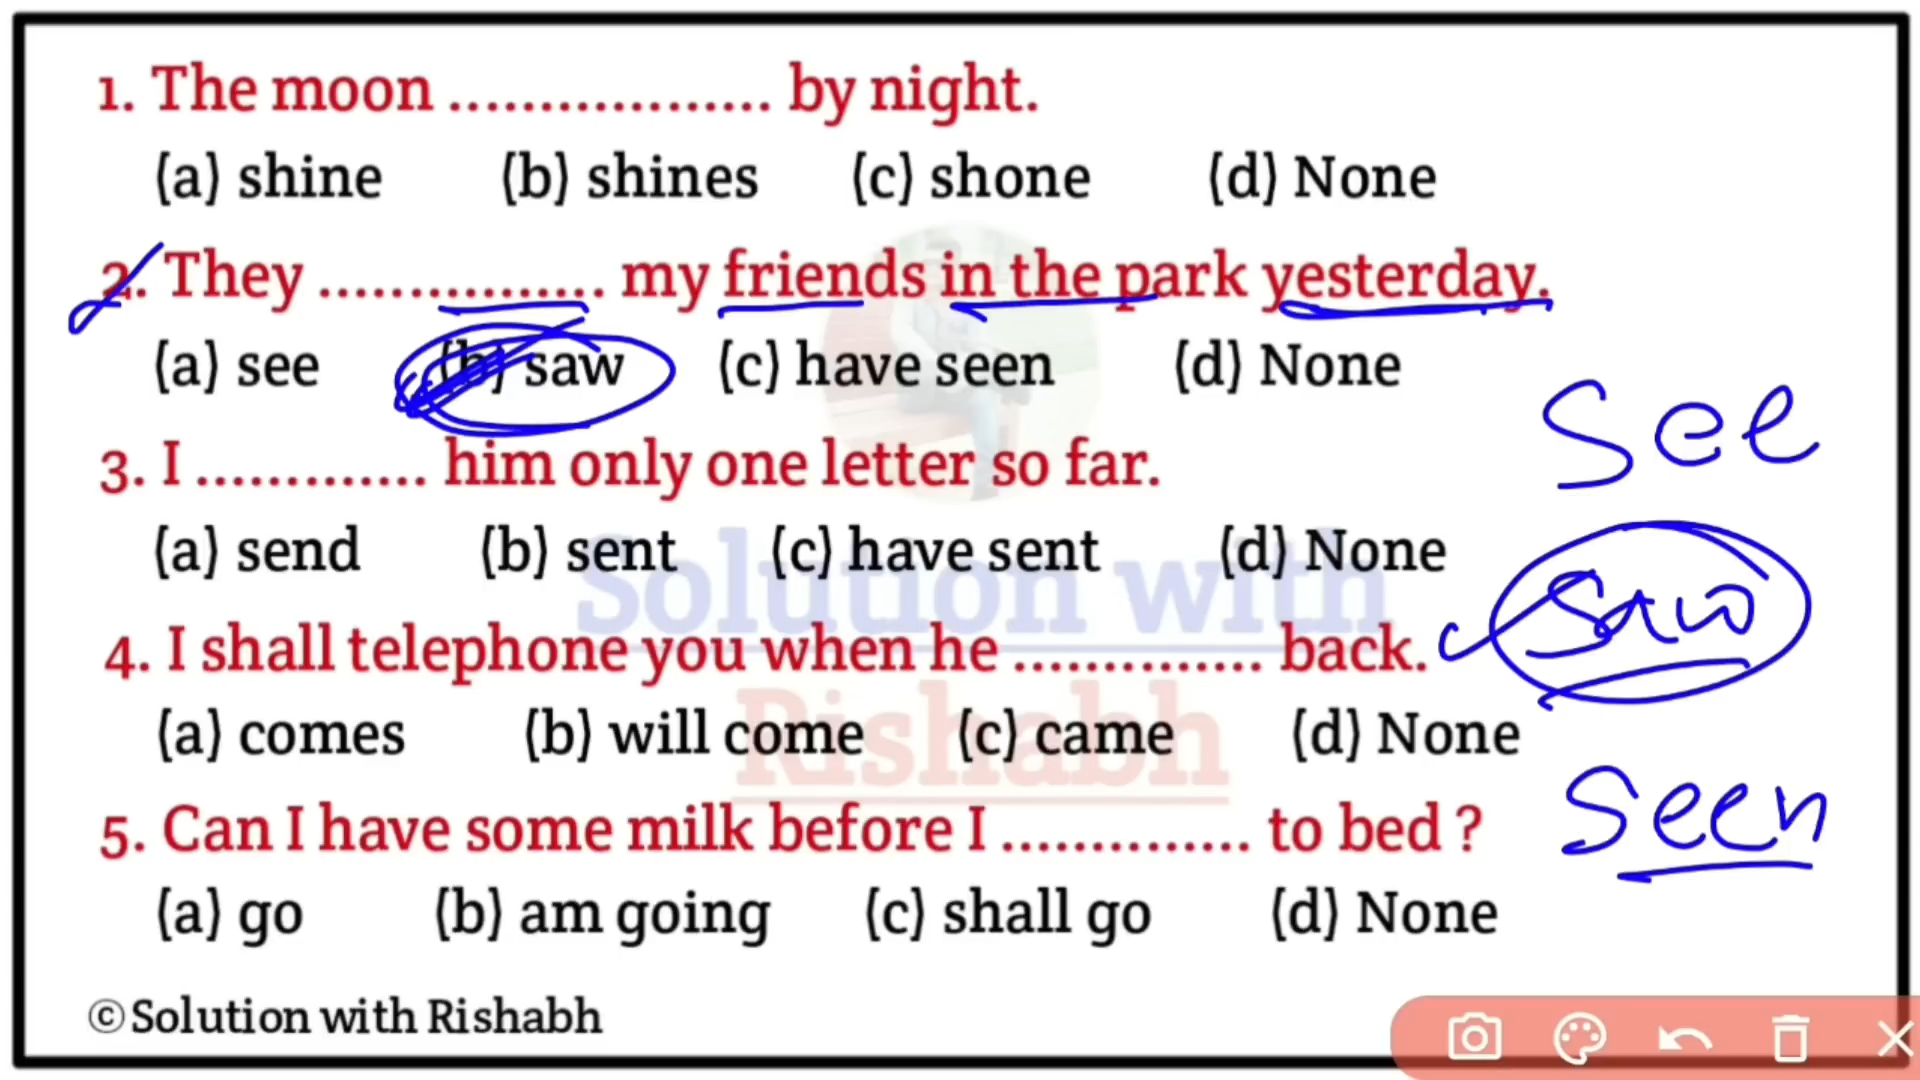 1. The moon .................. by night.
(a) shine (b) shines (c) shone (d) None
2. They ................ my friends in the park yesterday.
(a) see (b) saw (c) have seen (d) None
see
3. I ............. him only one letter so far.
(a) send (b) sent (c) have sent (d) None
Solution with
saw
4. I shall telephone you when he .............. back.
Rishabh
(a) comes (b) will come (c) came (d) None
seen
5. Can I have some milk before I .............. to bed ?
(a) go (b) am going (c) shall go (d) None
© Solution with Rishabh